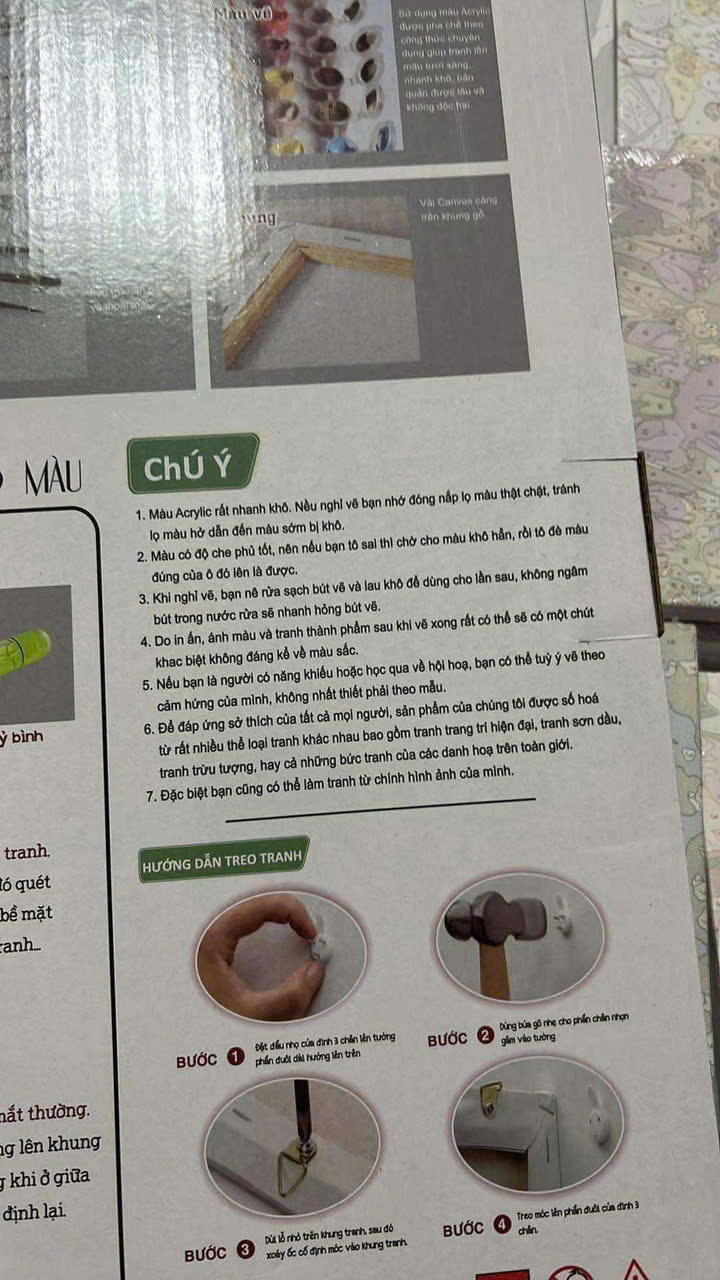 Màu vẽ
Sử dụng màu Acrylic
được pha chế theo
công thức chuyên
dụng giúp tranh lên
màu tươi sáng,
nhanh khô, bảo
quản được lâu và
không độc hại.
Vải Canvas căng
trên khung gỗ.
MÀU
CHÚ Ý
1. Màu Acrylic rất nhanh khô. Nều nghỉ vẽ bạn nhớ đóng nắp lọ màu thật chặt, tránh
lọ màu hở dẫn đến màu sớm bị khô.
2. Màu có độ che phủ tốt, nên nếu bạn tô sai thì chờ cho màu khô hẳn, rồi tô đè màu
đúng của ô đó lên là được.
3. Khi nghỉ vẽ, bạn nê rửa sạch bút vẽ và lau khô để dùng cho lần sau, không ngâm
bút trong nước rửa sẽ nhanh hỏng bút vẽ.
4. Do in ấn, ánh màu và tranh thành phẩm sau khi vẽ xong rất có thể sẽ có một chút
khac biệt không đáng kể về màu sắc.
5. Nếu bạn là người có năng khiếu hoặc học qua về hội hoạ, bạn có thể tuỳ ý vẽ theo
cảm hứng của mình, không nhất thiết phải theo mẫu.
6. Để đáp ứng sở thích của tất cả mọi người, sản phẩm của chúng tôi được số hoá
từ rất nhiều thể loại tranh khác nhau bao gồm tranh trang trí hiện đại, tranh sơn dầu,
tranh trừu tượng, hay cả những bức tranh của các danh hoạ trên toàn giới.
7. Đặc biệt bạn cũng có thể làm tranh từ chính hình ảnh của mình.
ỷ bình
tranh.
đó quét
bề mặt
ranh...
HƯỚNG DẪN TREO TRANH
BƯỚC 1 Đặt đầu nhọ của đinh 3 chân lên tường
phần đuôi dài hướng lên trên
BƯỚC 2 Dùng búa gõ nhẹ cho phần chân nhọn
găm vào tường
mắt thường.
ng lên khung
g khi ở giữa
định lại.
BƯỚC 3 Dùi lỗ nhỏ trên khung tranh, sau đó
xoáy ốc cố định móc vào khung tranh.
BƯỚC 4 Treo móc lên phần đuôi của đinh 3
chân.